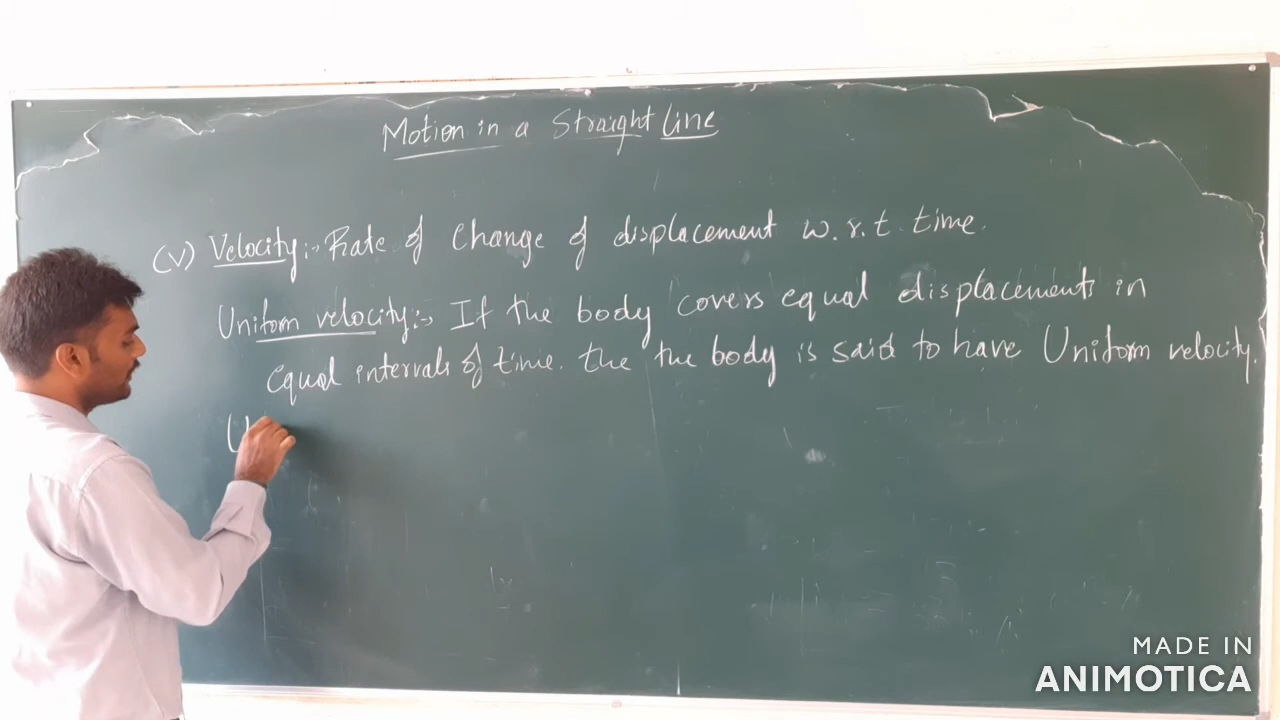 Motion in a Straight Line
(V) Velocity:- Rate of Change of displacement w.r.t. time.
Uniform velocity:- If the body covers equal displacements in
equal intervals of time. the the body is said to have Uniform velocity.
(
MADE IN
ANIMOTICA